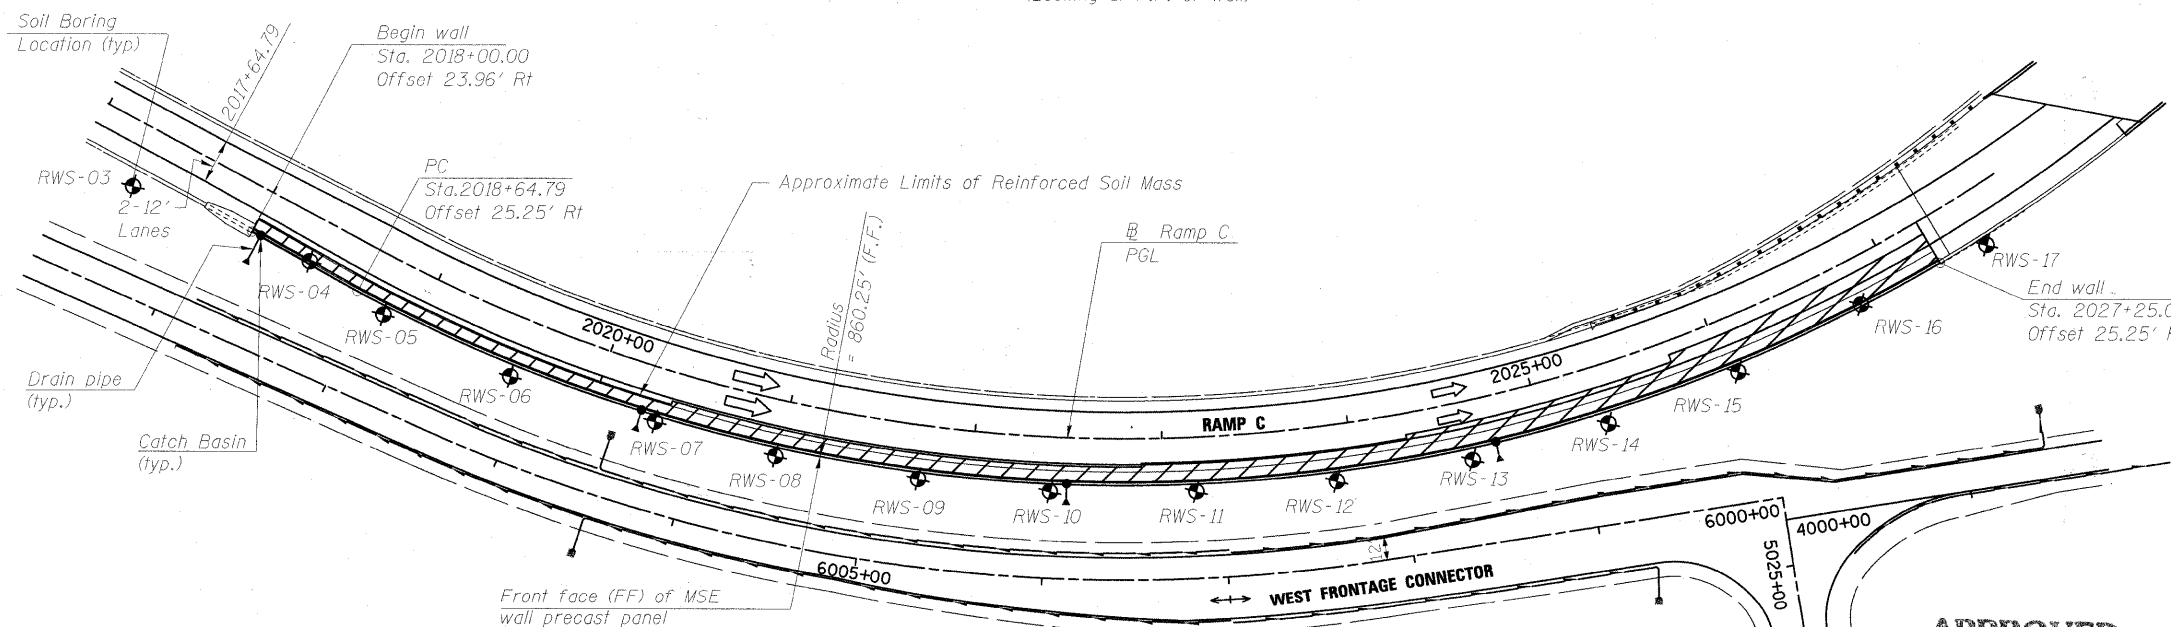 Soil Boring
Location (typ)
2017+64.79
Begin wall
Sta. 2018+00.00
Offset 23.96' Rt
RWS-03
2-12'
Lanes
PC
Sta.2018+64.79
Offset 25.25' Rt
Approximate Limits of Reinforced Soil Mass
Radius
= 860.25' (F.F.)
Ramp C
PGL
RWS-17
End wall
Sta. 2027+25.0
Offset 25.25'
RWS-04
RWS-05
2020+00
RWS-16
2025+00
Drain pipe
(typ.)
RWS-06
RWS-15
RAMP C
Catch Basin
(typ.)
RWS-07
RWS-14
RWS-08
RWS-13
RWS-09
RWS-10
RWS-11
RWS-12
6000+00
4000+00
12'
5025+00
6005+00
WEST FRONTAGE CONNECTOR
Front face (FF) of MSE
wall precast panel
APPROVED